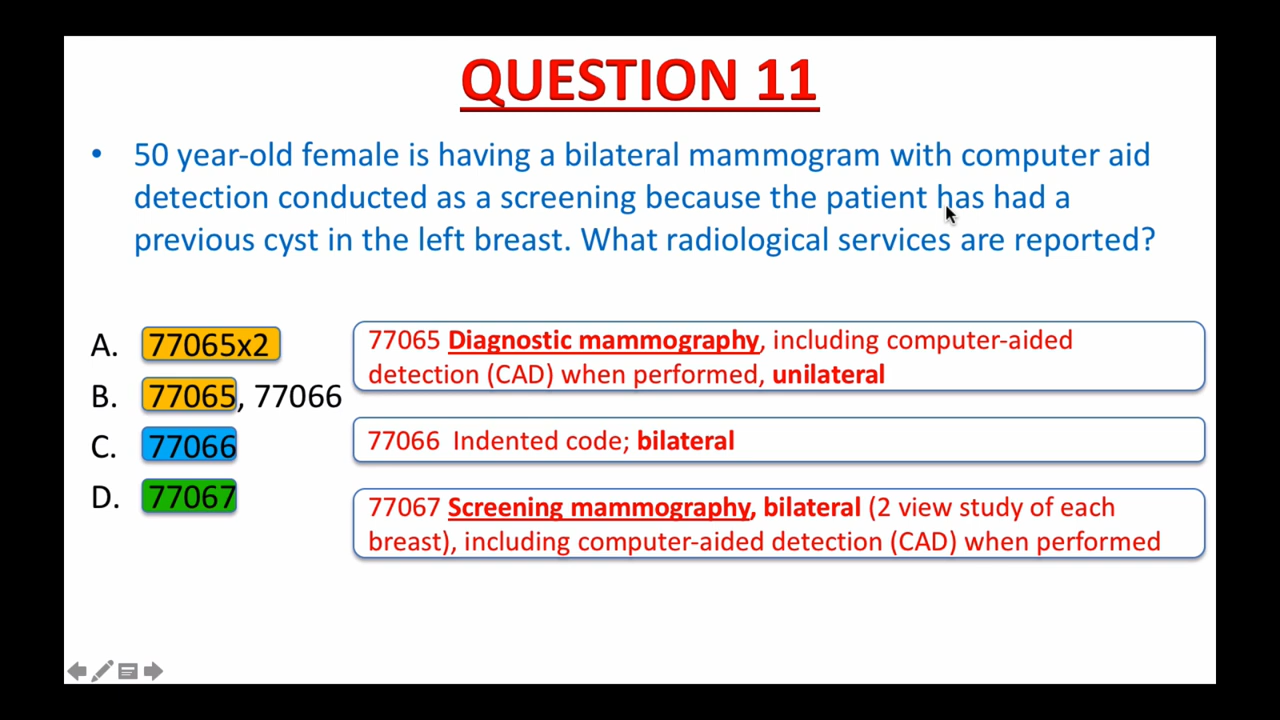 QUESTION 11
• 50 year-old female is having a bilateral mammogram with computer aid
detection conducted as a screening because the patient has had a
previous cyst in the left breast. What radiological services are reported?
A. 77065x2
B. 77065, 77066
C. 77066
D. 77067
77065 Diagnostic mammography, including computer-aided
detection (CAD) when performed, unilateral
77066 Indented code; bilateral
77067 Screening mammography, bilateral (2 view study of each
breast), including computer-aided detection (CAD) when performed